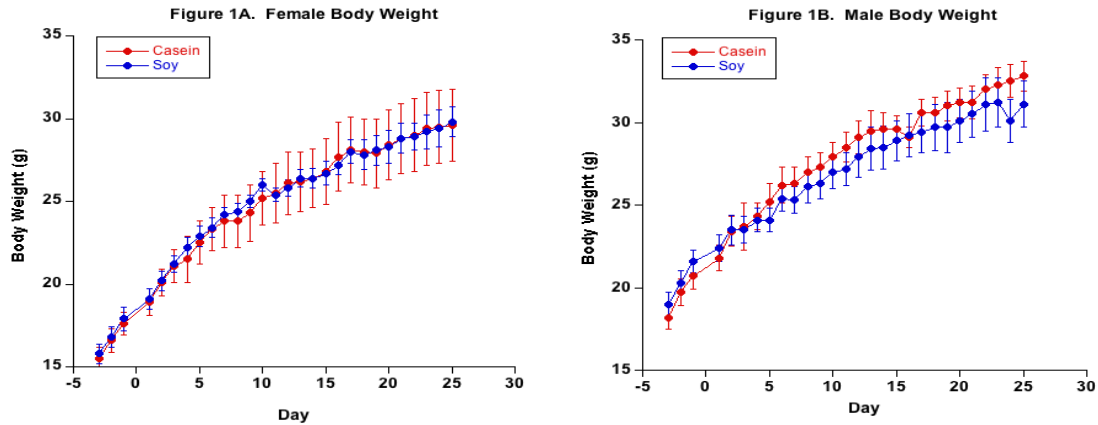 Figure 1A. Female Body Weight
35
30
25
20
15
Casein
Soy
Body Weight (g)
-5 0 5 10 15 20 25 30
Day
Figure 1B. Male Body Weight
35
30
25
20
15
Casein
Soy
Body Weight (g)
-5 0 5 10 15 20 25 30
Day